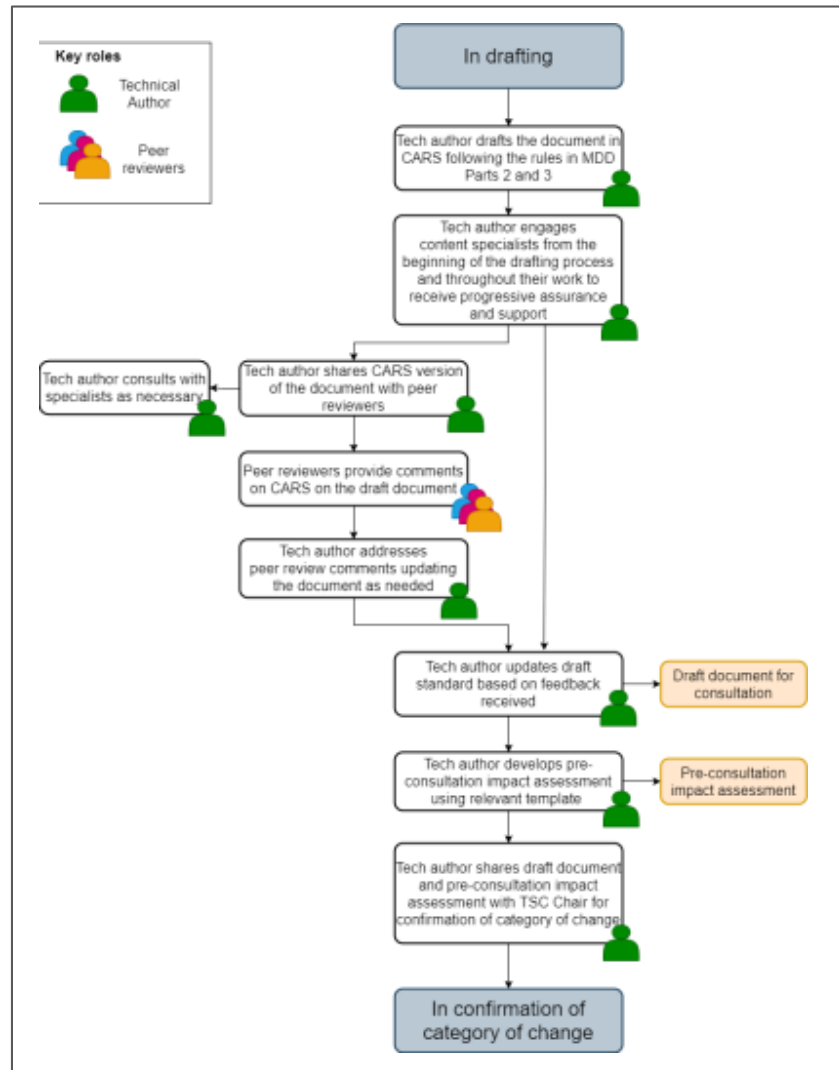 Key roles
Technical
Author
Peer
reviewers
In drafting
Tech author drafts the document in
CARS following the rules in MDD
Parts 2 and 3
Tech author engages
content specialists from the
beginning of the drafting process
and throughout their work to
receive progressive assurance
and support
Tech author consults with
specialists as necessary
Tech author shares CARS version
of the document with peer
reviewers
Peer reviewers provide comments
on CARS on the draft document
Tech author addresses
peer review comments updating
the document as needed
Tech author updates draft
standard based on feedback
received
Draft document for
consultation
Tech author develops pre-
consultation impact assessment
using relevant template
Pre-consultation
impact assessment
Tech author shares draft document
and pre-consultation impact
assessment with TSC Chair for
confirmation of category of change
In confirmation of
category of change